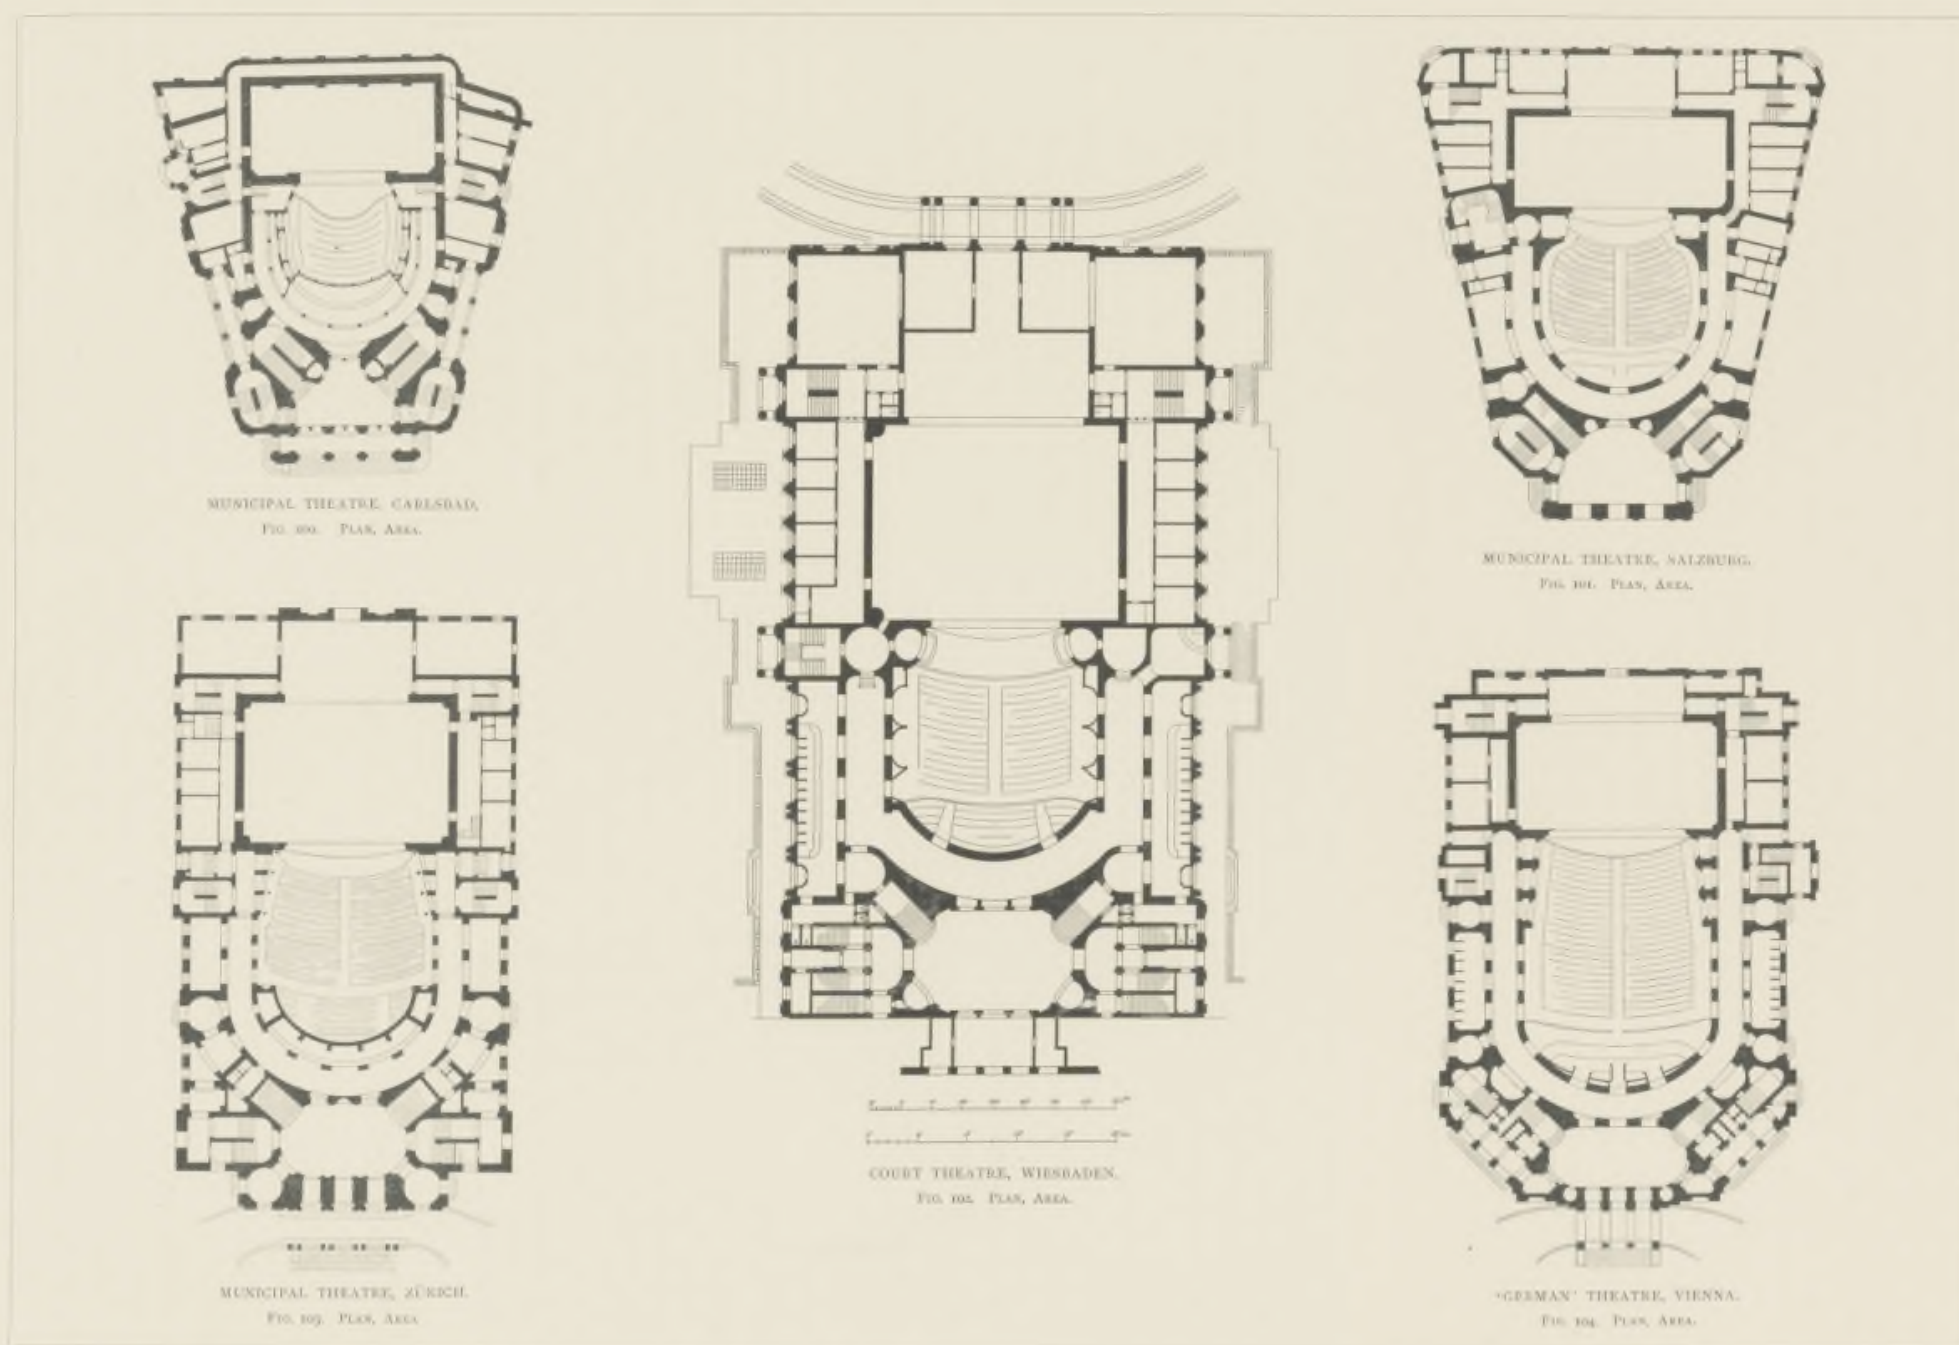 MUNICIPAL THEATRE, CARLSBAD.
FIG. 100. PLAN, AREA.
MUNICIPAL THEATRE, SALZBURG.
FIG. 101. PLAN, AREA.
COURT THEATRE, WIESBADEN.
FIG. 102. PLAN, AREA.
MUNICIPAL THEATRE, ZÜRICH.
FIG. 103. PLAN, AREA
'GERMAN' THEATRE, VIENNA.
FIG. 104. PLAN, AREA.